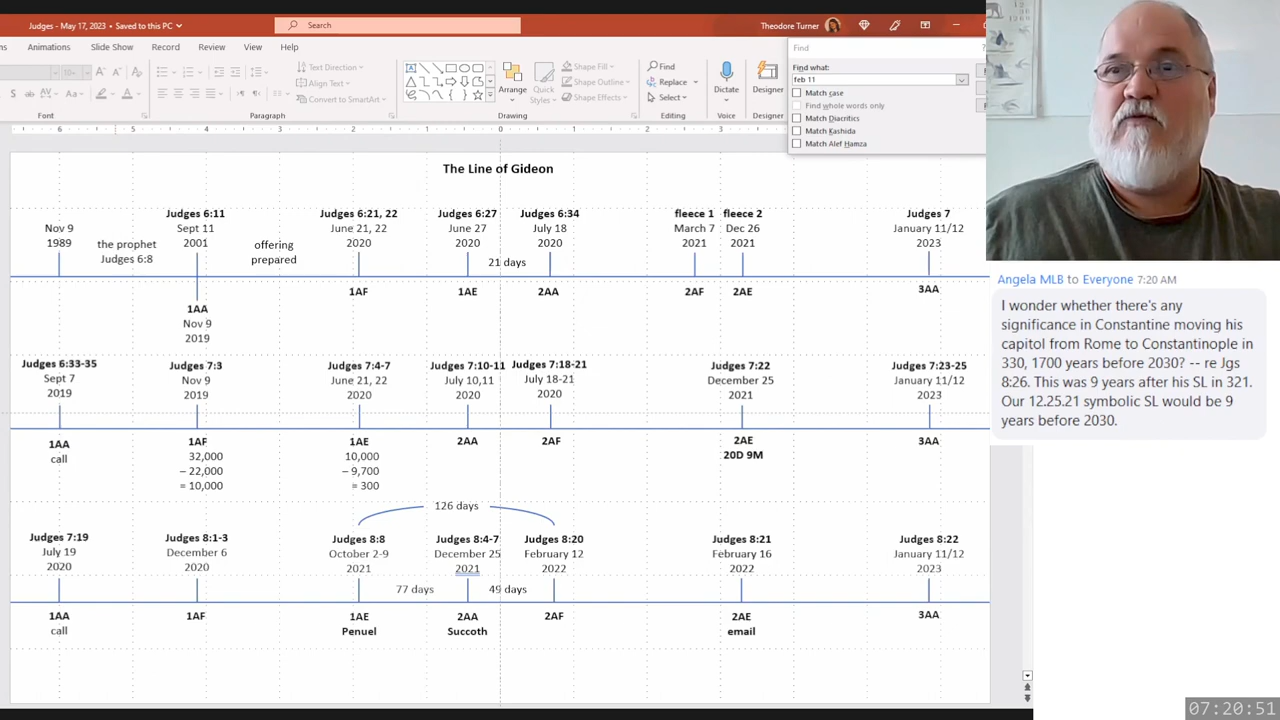 Judges - May 17, 2023 • Saved to this PC
Search
Theodore Turner
Animations Slide Show Record Review View Help
Text Direction
Align Text
Convert to SmartArt
Arrange
Quick Styles
Shape Fill
Shape Outline
Shape Effects
Find
Replace
Select
Dictate
Designer
Font Paragraph Drawing Editing Voice Designer
Find
Find what:
feb 11
Match case
Find whole words only
Match Diacritics
Match Kashida
Match Alef Hamza
6 5 4 3 2 1 0 1 2 3
The Line of Gideon
Judges 6:11 Judges 6:21, 22 Judges 6:27 Judges 6:34 fleece 1 fleece 2 Judges 7
Nov 9 Sept 11 June 21, 22 June 27 July 18 March 7 Dec 26 January 11/12
1989 2001 2020 2020 2020 2021 2021 2023
the prophet
Judges 6:8
offering
prepared
21 days
1AF 1AE 2AA 2AF 2AE 3AA
1AA
Nov 9
2019
Judges 6:33-35 Judges 7:3 Judges 7:4-7 Judges 7:10-11 Judges 7:18-21 Judges 7:22 Judges 7:23-25
Sept 7 Nov 9 June 21, 22 July 10,11 July 18-21 December 25 January 11/12
2019 2019 2020 2020 2020 2021 2023
1AA 1AF 1AE 2AA 2AF 2AE 3AA
call 32,000 10,000 20D 9M
– 22,000 – 9,700
= 10,000 = 300
126 days
Judges 7:19 Judges 8:1-3 Judges 8:8 Judges 8:4-7 Judges 8:20 Judges 8:21 Judges 8:22
July 19 December 6 October 2-9 December 25 February 12 February 16 January 11/12
2020 2020 2021 2021 2022 2022 2023
77 days 49 days
1AA 1AF 1AE 2AA 2AF 2AE 3AA
call Penuel Succoth email
Angela MLB to Everyone 7:20 AM
I wonder whether there's any
significance in Constantine moving his
capitol from Rome to Constantinople in
330, 1700 years before 2030? -- re Jgs
8:26. This was 9 years after his SL in 321.
Our 12.25.21 symbolic SL would be 9
years before 2030.
07:20:51